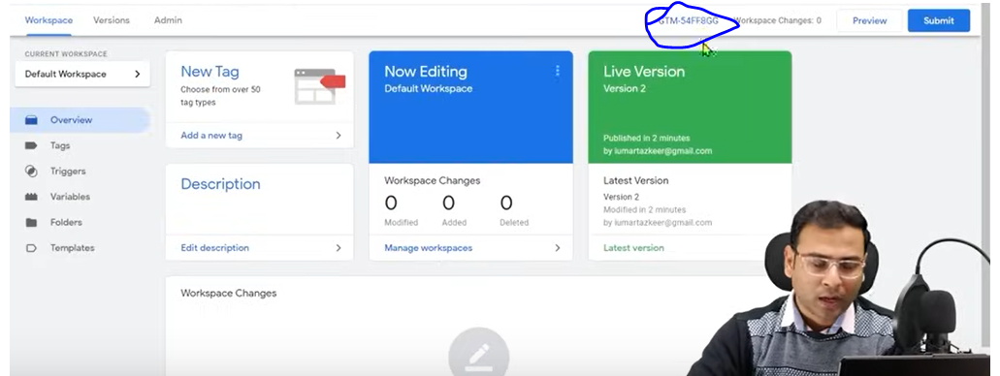 Workspace Versions Admin GTM-54FF8GG Workspace Changes: 0 Preview Submit
CURRENT WORKSPACE
Default Workspace
Overview
Tags
Triggers
Variables
Folders
Templates
New Tag
Choose from over 50
tag types
Add a new tag
Description
Edit description
Now Editing
Default Workspace
Workspace Changes
0 0 0
Modified Added Deleted
Manage workspaces
Live Version
Version 2
Published in 2 minutes
by iumartazkeer@gmail.com
Latest Version
Version 2
Modified in 2 minutes
by iumartazkeer@gmail.com
Latest version
Workspace Changes